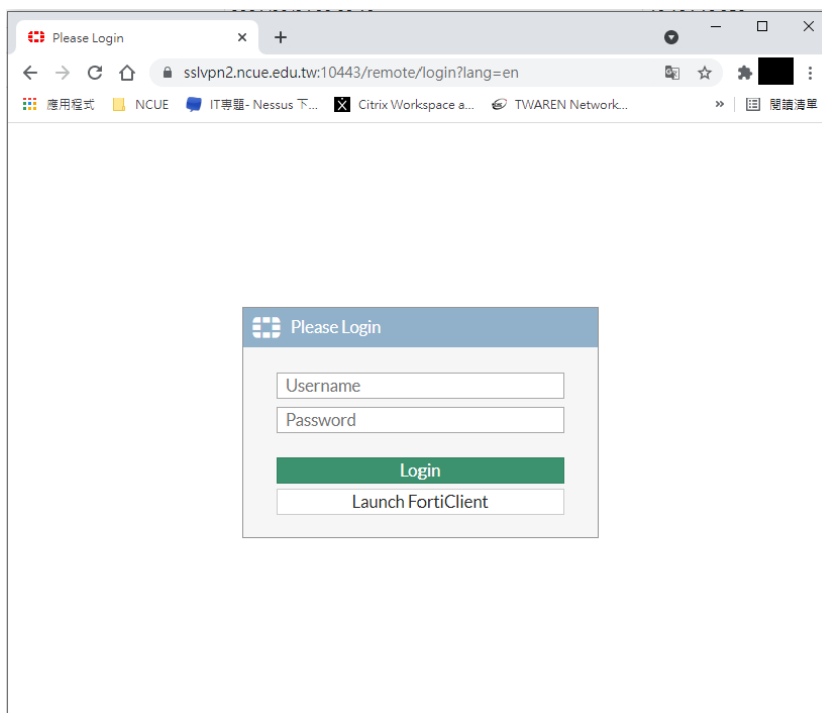 Please Login
sslvpn2.ncue.edu.tw:10443/remote/login?lang=en
應用程式 NCUE IT專題- Nessus 下... Citrix Workspace a... TWAREN Network... » 閱讀清單
Please Login
Username
Password
Login
Launch FortiClient